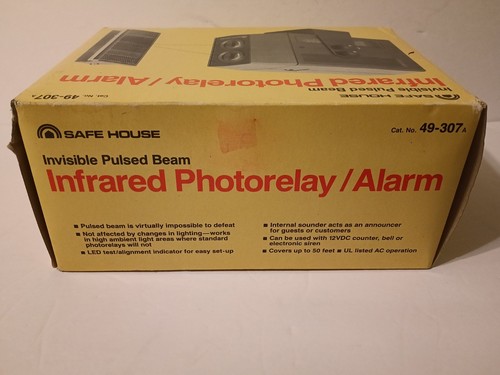 Cat. No. 49-307A
Infrared Photorelay/Alarm
Invisible Pulsed Beam
SAFE HOUSE
SAFE HOUSE
Cat. No. 49-307A
Invisible Pulsed Beam
Infrared Photorelay/Alarm
■ Pulsed beam is virtually impossible to defeat
■ Not affected by changes in lighting—works
in high ambient light areas where standard
photorelays will not
■ LED test/alignment indicator for easy set-up
■ Internal sounder acts as an announcer
for guests or customers
■ Can be used with 12VDC counter, bell or
electronic siren
■ Covers up to 50 feet ■ UL listed AC operation